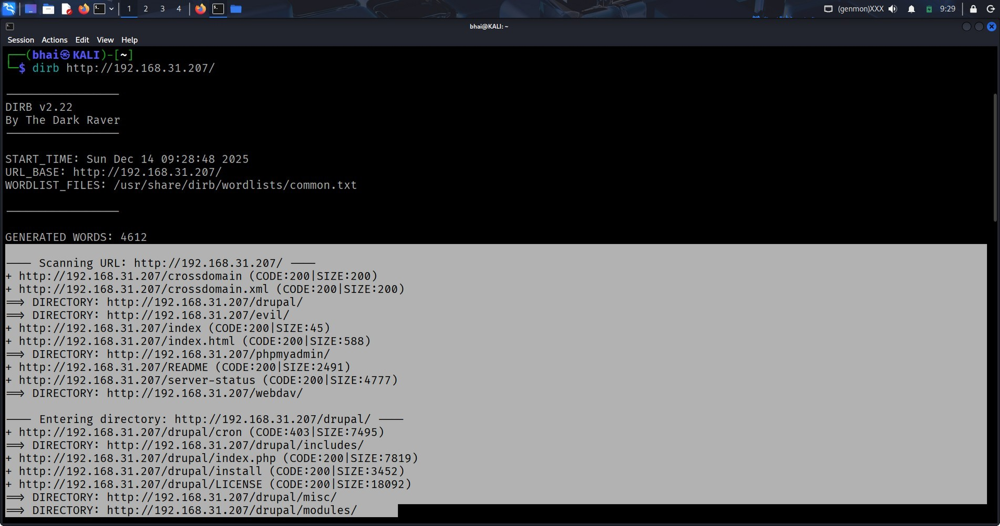 1 2 3 4 (genmon)XXX 9:29
bhai@KALI: ~
Session Actions Edit View Help
┌──(bhai㉿KALI)-[~]
└─$ dirb http://192.168.31.207/
-----------------
DIRB v2.22
By The Dark Raver
-----------------
START_TIME: Sun Dec 14 09:28:48 2025
URL_BASE: http://192.168.31.207/
WORDLIST_FILES: /usr/share/dirb/wordlists/common.txt
-----------------
GENERATED WORDS: 4612
---- Scanning URL: http://192.168.31.207/ ----
+ http://192.168.31.207/crossdomain (CODE:200|SIZE:200)
+ http://192.168.31.207/crossdomain.xml (CODE:200|SIZE:200)
==> DIRECTORY: http://192.168.31.207/drupal/
==> DIRECTORY: http://192.168.31.207/evil/
+ http://192.168.31.207/index (CODE:200|SIZE:45)
+ http://192.168.31.207/index.html (CODE:200|SIZE:588)
==> DIRECTORY: http://192.168.31.207/phpmyadmin/
+ http://192.168.31.207/README (CODE:200|SIZE:2491)
+ http://192.168.31.207/server-status (CODE:200|SIZE:4777)
==> DIRECTORY: http://192.168.31.207/webdav/
---- Entering directory: http://192.168.31.207/drupal/ ----
+ http://192.168.31.207/drupal/cron (CODE:403|SIZE:7495)
==> DIRECTORY: http://192.168.31.207/drupal/includes/
+ http://192.168.31.207/drupal/index.php (CODE:200|SIZE:7819)
+ http://192.168.31.207/drupal/install (CODE:200|SIZE:3452)
+ http://192.168.31.207/drupal/LICENSE (CODE:200|SIZE:18092)
==> DIRECTORY: http://192.168.31.207/drupal/misc/
==> DIRECTORY: http://192.168.31.207/drupal/modules/